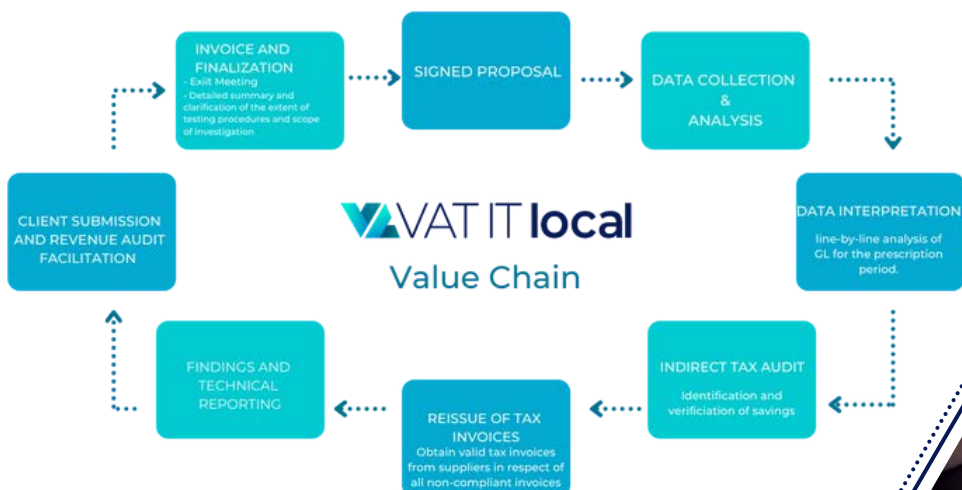 INVOICE AND
FINALIZATION
- Exiit Meeting
- Detailed summary and
clarification of the extent of
testing procedures and scope
of investigation
SIGNED PROPOSAL
DATA COLLECTION
&
ANALYSIS
CLIENT SUBMISSION
AND REVENUE AUDIT
FACILITATION
VAT IT local
Value Chain
DATA INTERPRETATION
line-by-line analysis of
GL for the prescription
period.
FINDINGS AND
TECHNICAL
REPORTING
REISSUE OF TAX
INVOICES
Obtain valid tax invoices
from suppliers in respect of
all non-compliant invoices
INDIRECT TAX AUDIT
Identification and
verificiation of savings